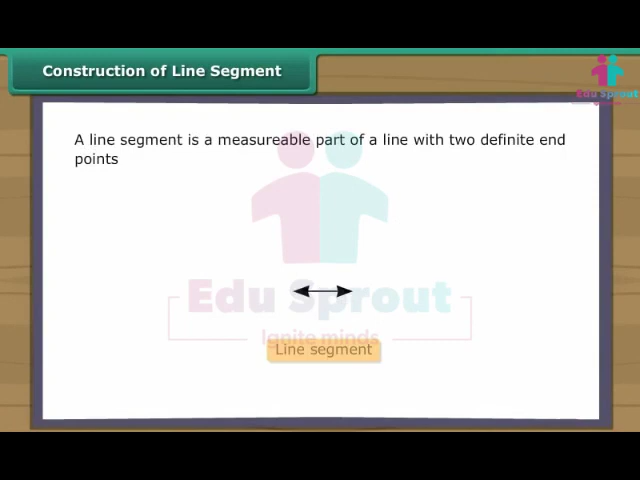 Construction of Line Segment
Edu Sprout
A line segment is a measureable part of a line with two definite end
points
Edu Sprout
Ignite minds
Line segment